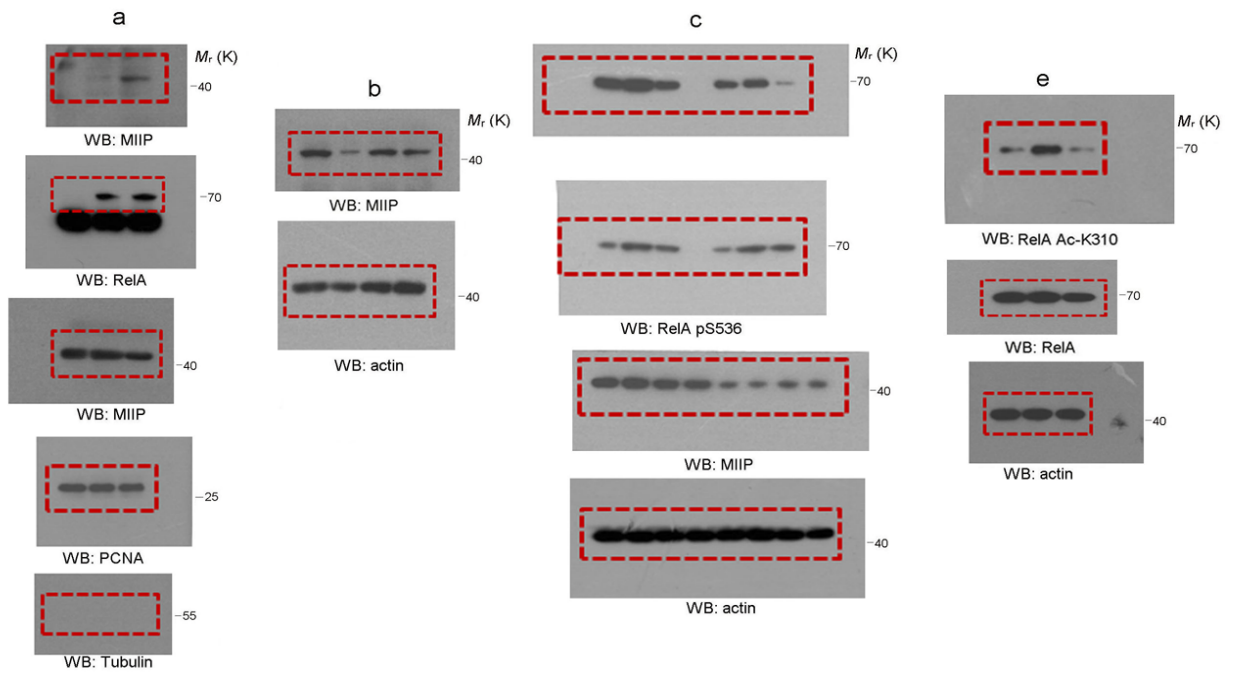 a
Mr (K)
–40
WB: MIIP
–70
WB: RelA
–40
WB: MIIP
–25
WB: PCNA
–55
WB: Tubulin
b
Mr (K)
–40
WB: MIIP
–40
WB: actin
c
Mr (K)
–70
–70
WB: RelA pS536
–40
WB: MIIP
–40
WB: actin
e
Mr (K)
–70
WB: RelA Ac-K310
–70
WB: RelA
–40
WB: actin